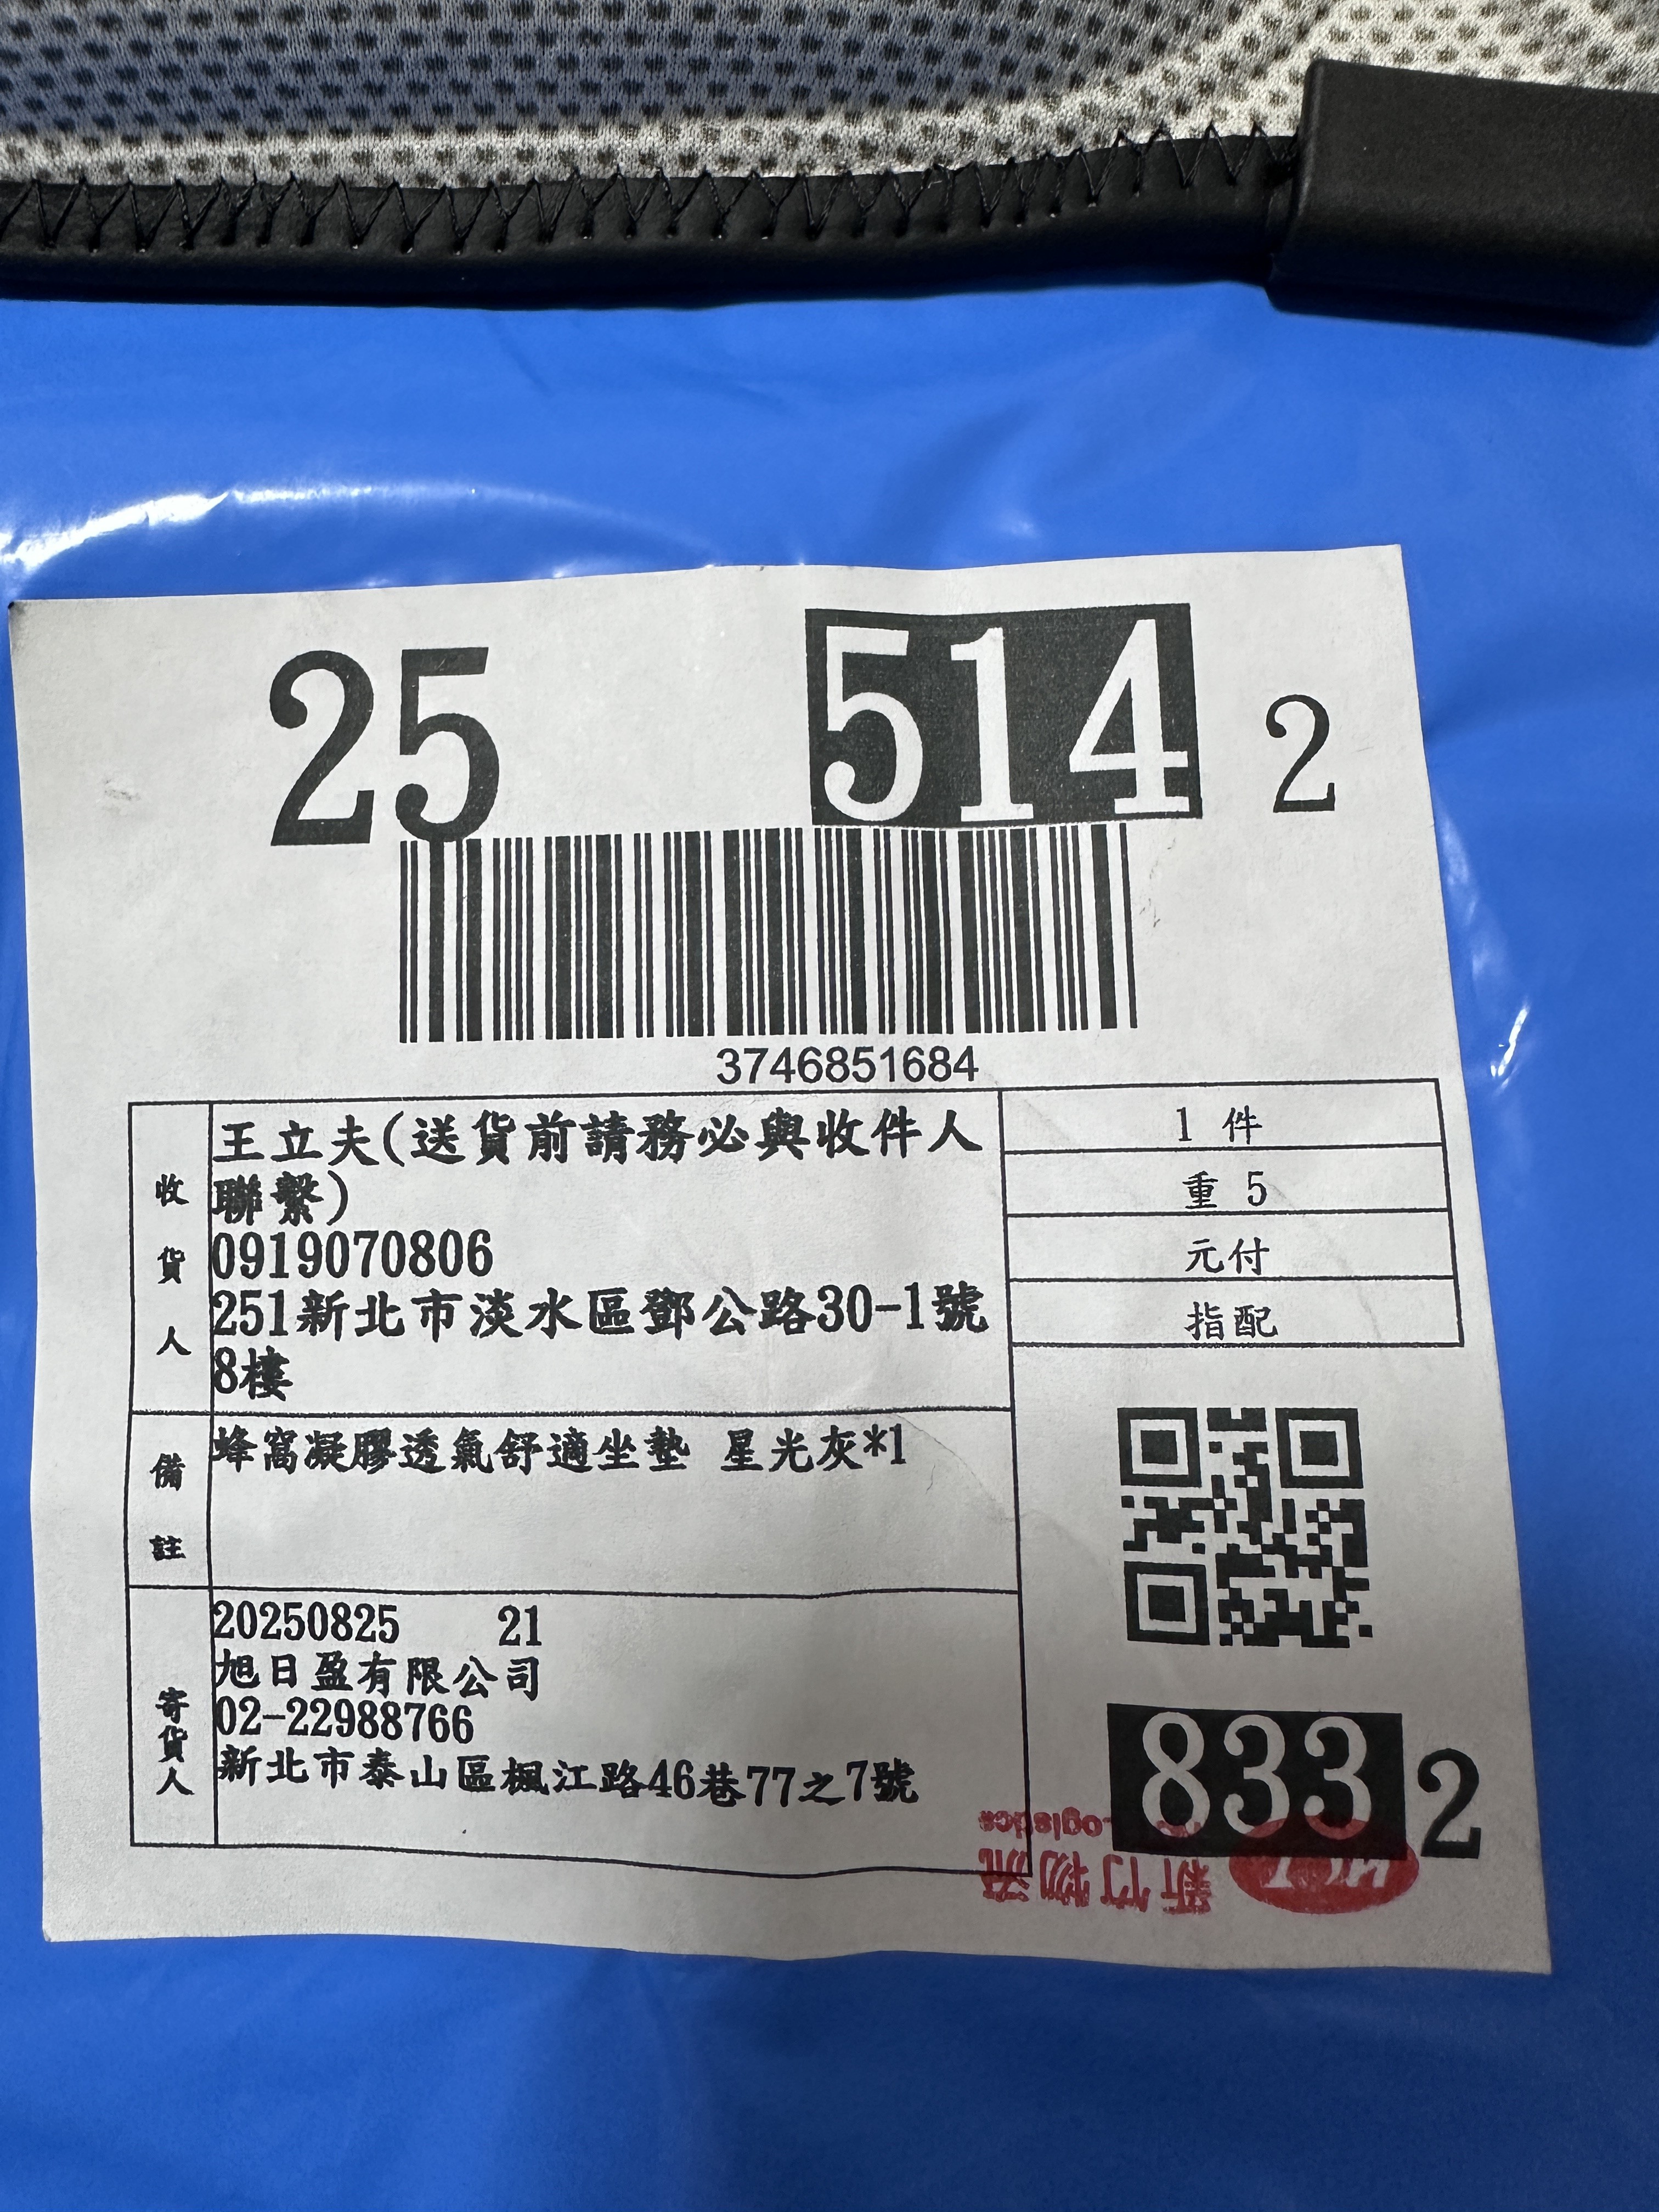 25 514 2
3746851684
收貨人
王立夫(送貨前請務必與收件人
聯繫)
0919070806
251新北市淡水區鄧公路30-1號
8樓
1 件
重 5
元付
指配
備註
蜂窩凝膠透氣舒適坐墊 星光灰*1
寄貨人
20250825 21
旭日盈有限公司
02-22988766
新北市泰山區楓江路46巷77之7號
833 2
新竹物流
Logistics
HCT